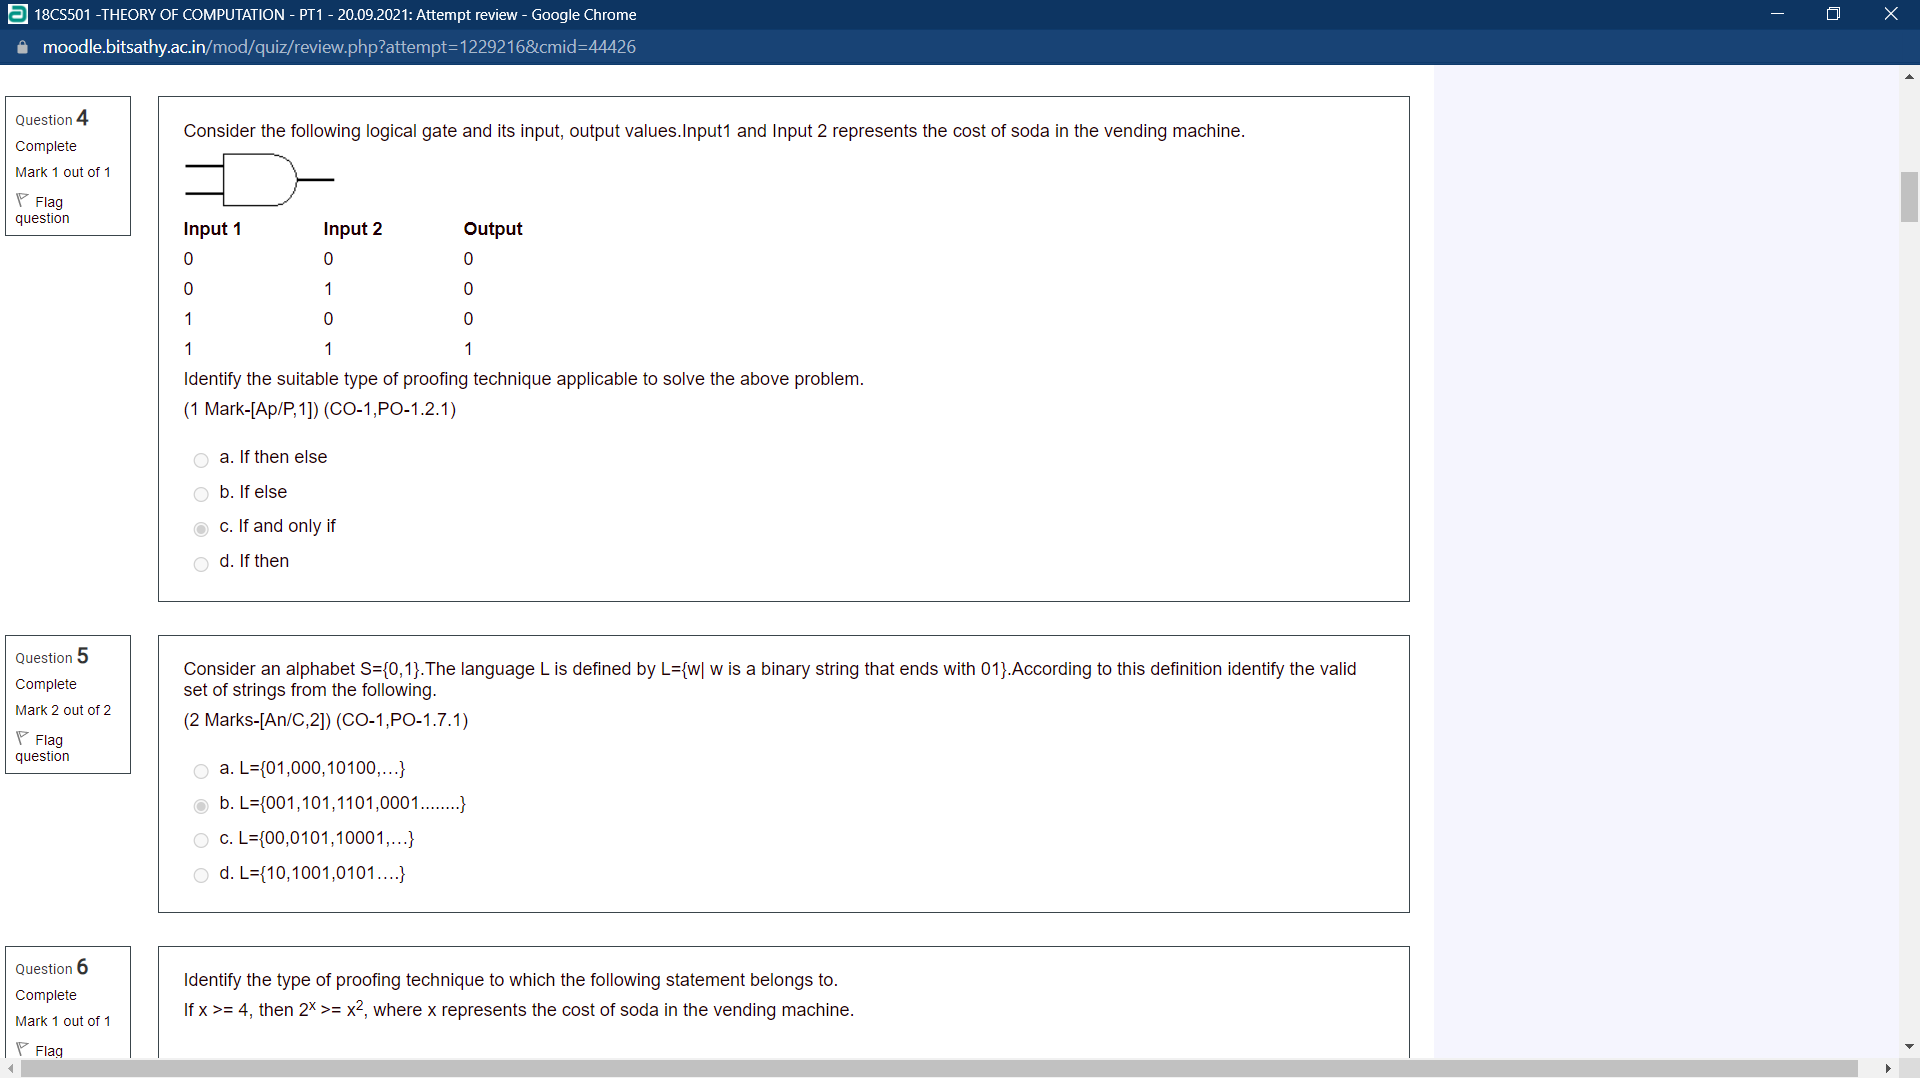 18CS501 -THEORY OF COMPUTATION - PT1 - 20.09.2021: Attempt review - Google Chrome
moodle.bitsathy.ac.in/mod/quiz/review.php?attempt=1229216&cmid=44426
Question 4
Complete
Mark 1 out of 1
Flag
question
Consider the following logical gate and its input, output values.Input1 and Input 2 represents the cost of soda in the vending machine.
Input 1 Input 2 Output
0 0 0
0 1 0
1 0 0
1 1 1
Identify the suitable type of proofing technique applicable to solve the above problem.
(1 Mark-[Ap/P,1]) (CO-1,PO-1.2.1)
a. If then else
b. If else
c. If and only if
d. If then
Question 5
Complete
Mark 2 out of 2
Flag
question
Consider an alphabet S={0,1}.The language L is defined by L={w| w is a binary string that ends with 01}.According to this definition identify the valid
set of strings from the following.
(2 Marks-[An/C,2]) (CO-1,PO-1.7.1)
a. L={01,000,10100,…}
b. L={001,101,1101,0001........}
c. L={00,0101,10001,…}
d. L={10,1001,0101….}
Question 6
Complete
Mark 1 out of 1
Flag
Identify the type of proofing technique to which the following statement belongs to.
If x >= 4, then 2ˣ >= x², where x represents the cost of soda in the vending machine.